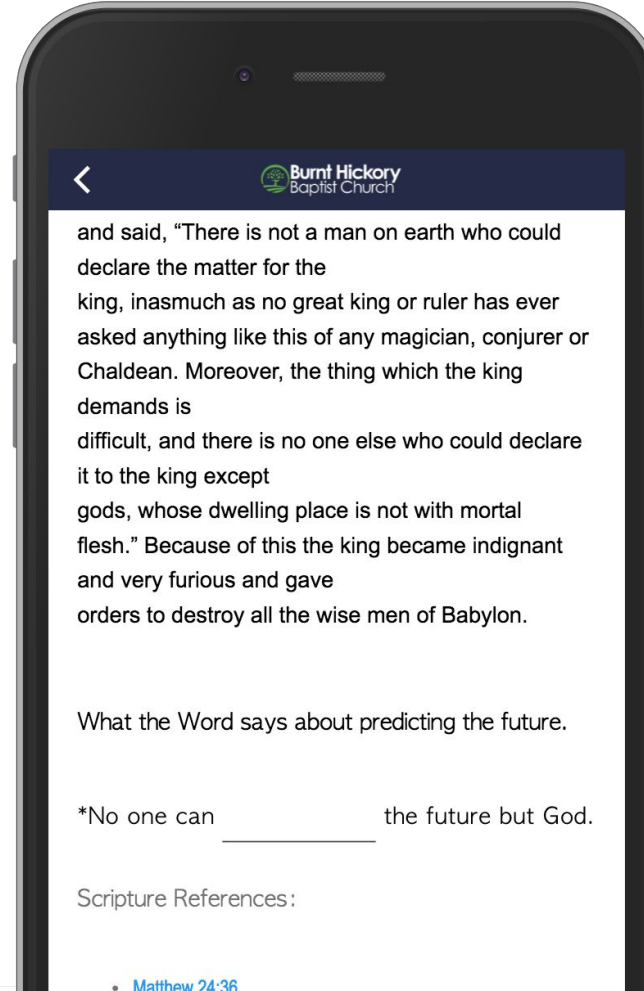 Burnt Hickory
Baptist Church
and said, “There is not a man on earth who could
declare the matter for the
king, inasmuch as no great king or ruler has ever
asked anything like this of any magician, conjurer or
Chaldean. Moreover, the thing which the king
demands is
difficult, and there is no one else who could declare
it to the king except
gods, whose dwelling place is not with mortal
flesh.” Because of this the king became indignant
and very furious and gave
orders to destroy all the wise men of Babylon.
What the Word says about predicting the future.
*No one can ____________ the future but God.
Scripture References:
• Matthew 24:36